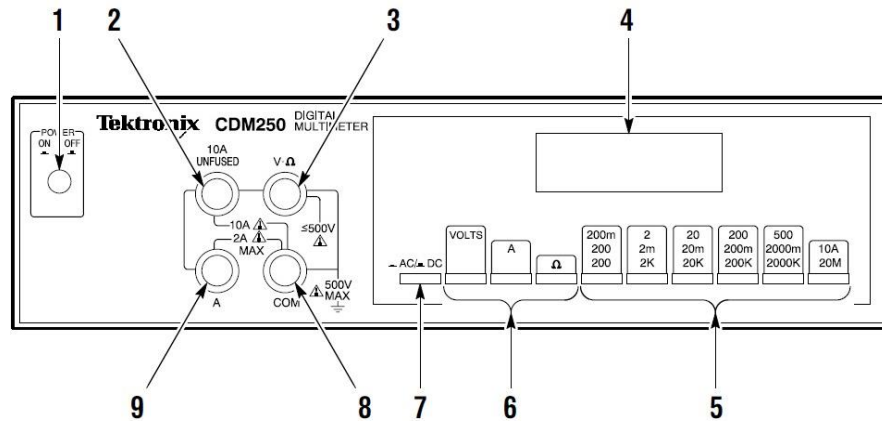 1 2 3 4
Tektronix CDM250 DIGITAL MULTIMETER
POWER
ON OFF
10A
UNFUSED
V·Ω
10A
2A
MAX
≤500V
A
COM
500V
MAX
AC/ DC
VOLTS
A
Ω
200m
200
200
2
2m
2K
20
20m
20K
200
200m
200K
500
2000m
2000K
10A
20M
9 8 7 6 5